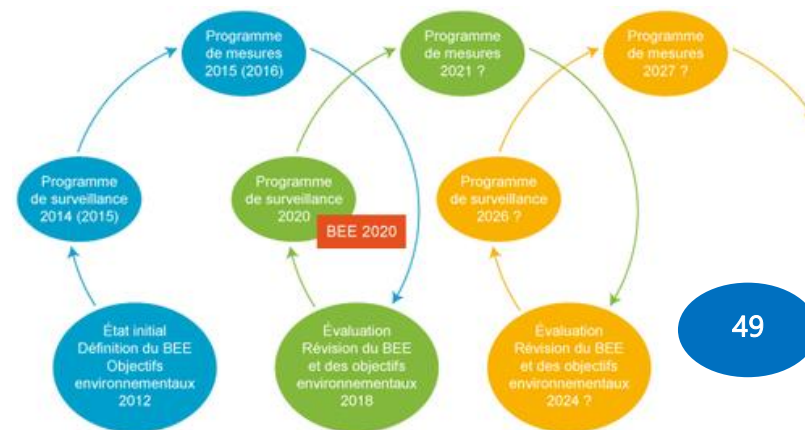 Programme
de mesures
2015 (2016)
Programme
de mesures
2021 ?
Programme
de mesures
2027 ?
Programme
de surveillance
2014 (2015)
Programme
de surveillance
2020
BEE 2020
Programme
de surveillance
2026 ?
État initial
Définition du BEE
Objectifs
environnementaux
2012
Évaluation
Révision du BEE
et des objectifs
environnementaux
2018
Évaluation
Révision du BEE
et des objectifs
environnementaux
2024 ?
49